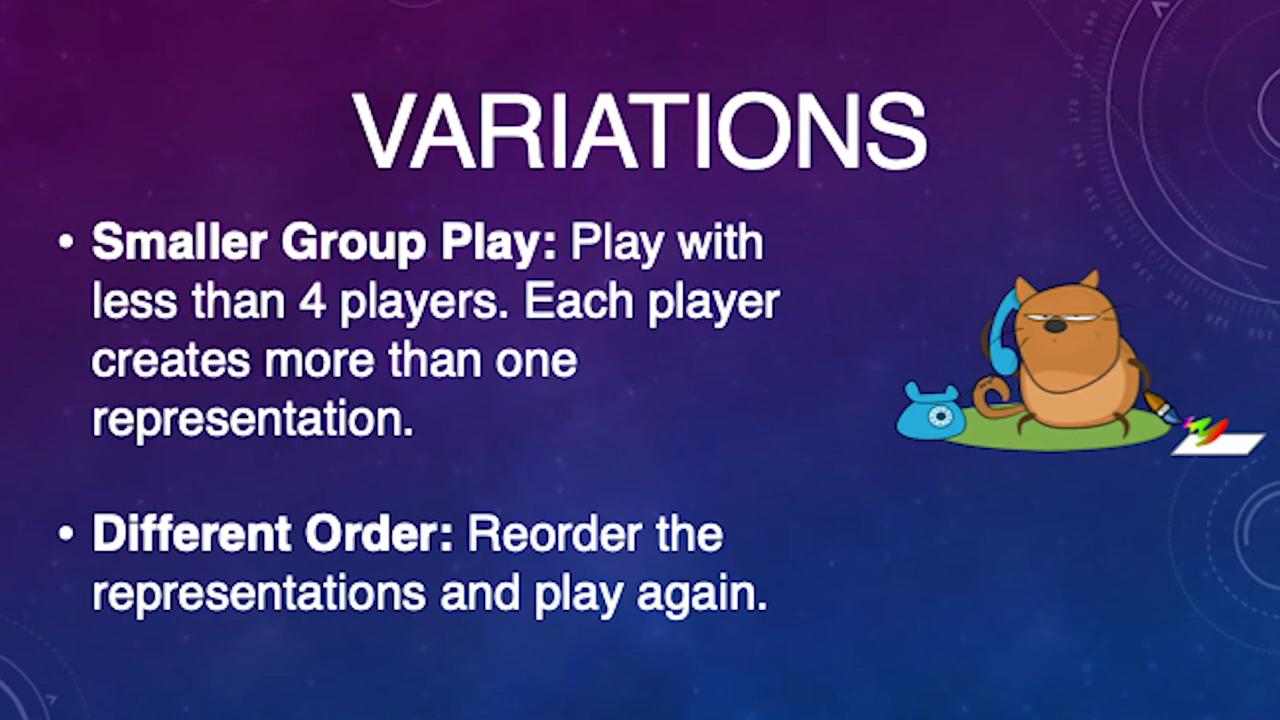 VARIATIONS
• Smaller Group Play: Play with
less than 4 players. Each player
creates more than one
representation.
• Different Order: Reorder the
representations and play again.